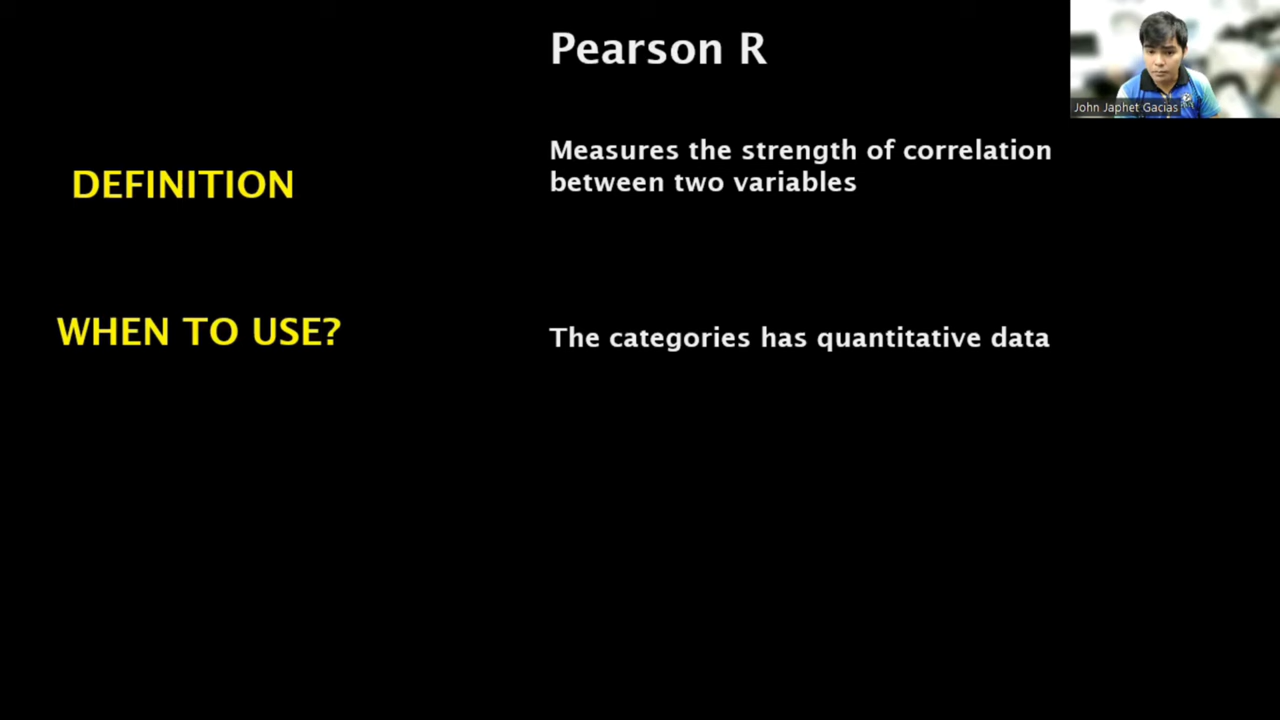 Pearson R
John Japhet Gacias
DEFINITION
Measures the strength of correlation
between two variables
WHEN TO USE?
The categories has quantitative data